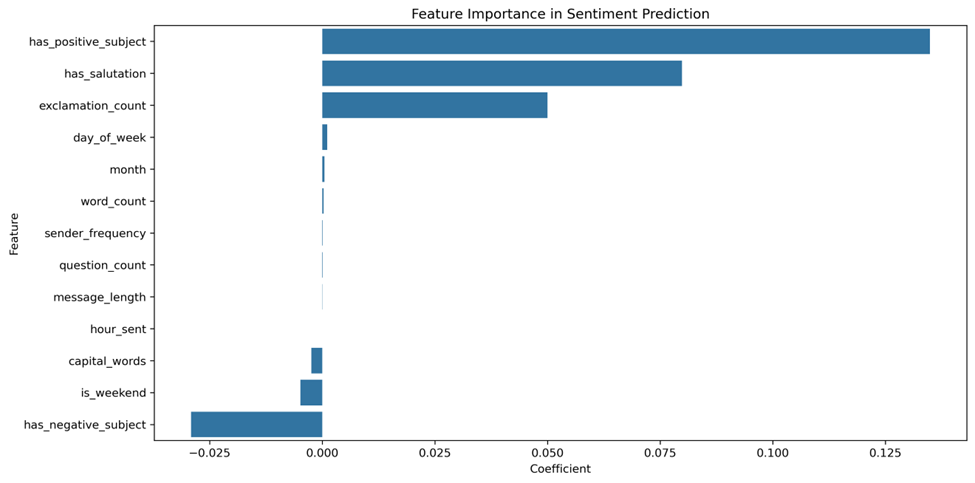 Feature Importance in Sentiment Prediction
has_positive_subject
has_salutation
exclamation_count
day_of_week
month
word_count
sender_frequency
question_count
message_length
hour_sent
capital_words
is_weekend
has_negative_subject
Feature
−0.025 0.000 0.025 0.050 0.075 0.100 0.125
Coefficient